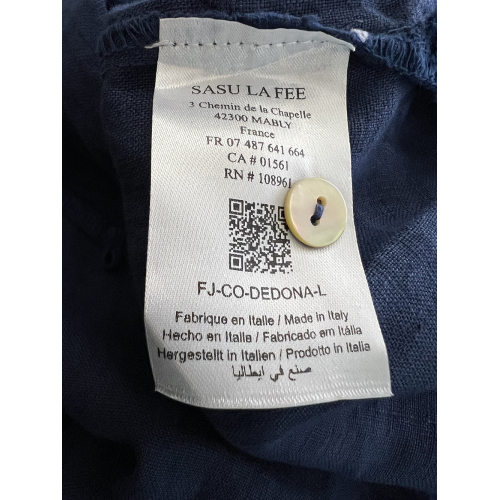 SASU LA FEE
3 Chemin de la Chapelle
42300 MABLY
France
FR 07 487 641 664
CA # 01561
RN # 108961
FJ-CO-DEDONA-L
Fabrique en Italie / Made in Italy
Hecho en Italie / Fabricado em Itália
Hergestellt in Italien / Prodotto in Italia
صنع في ايطاليا